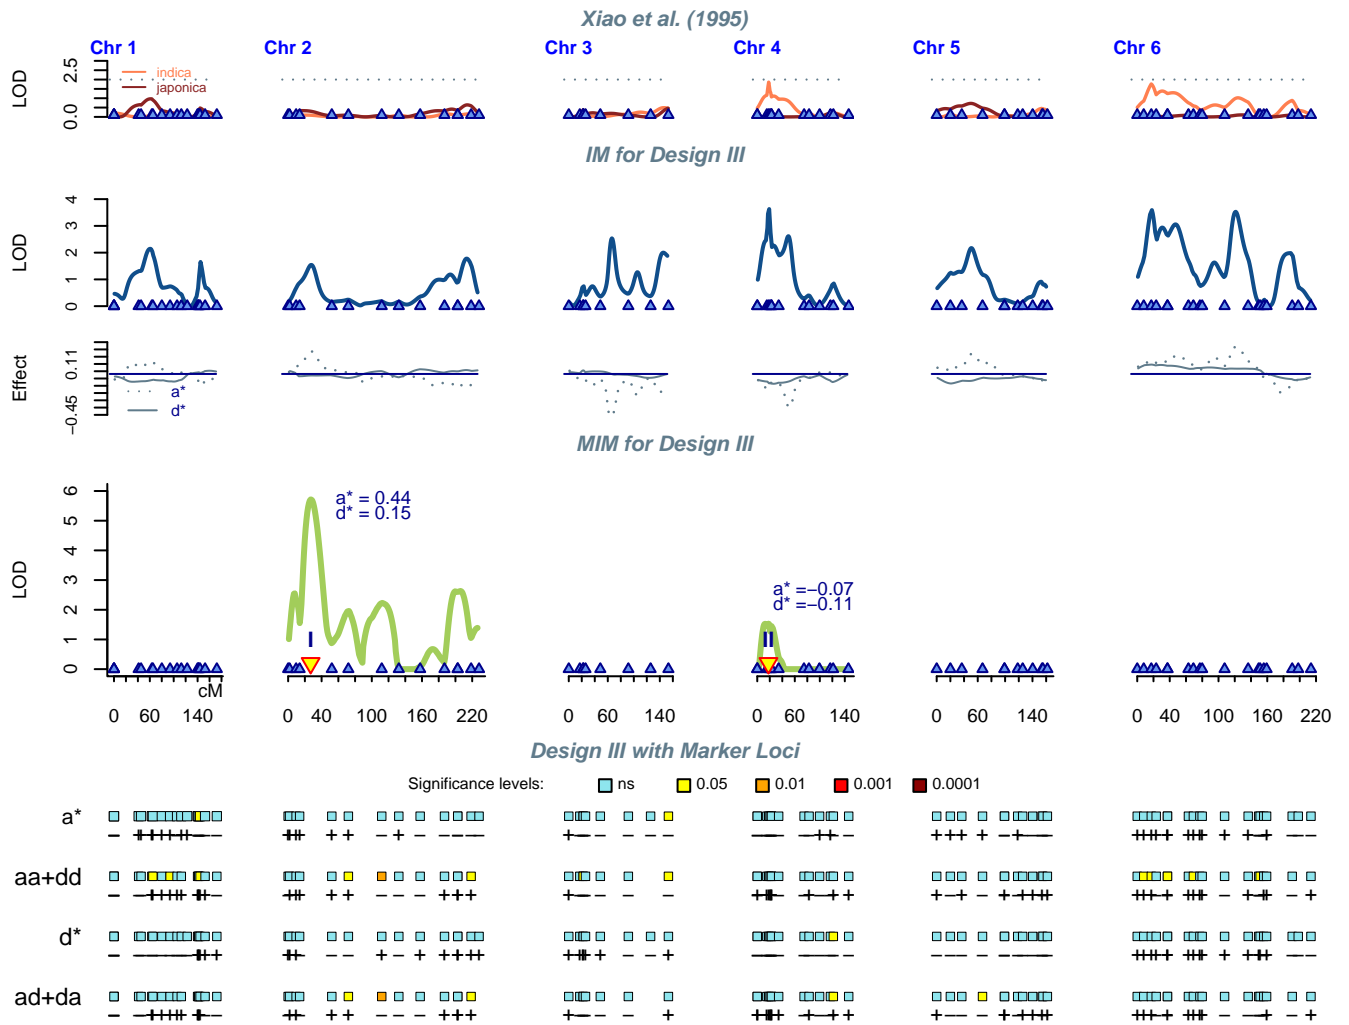 Xiao et al. (1995)
Chr 1 Chr 2 Chr 3 Chr 4 Chr 5 Chr 6
LOD
2.5
0.0
indica
japonica
IM for Design III
LOD
4
3
2
1
0
Effect
0.11
−0.45
a*
d*
MIM for Design III
LOD
6
5
4
3
2
1
0
a* = 0.44
d* = 0.15
I
a* =−0.07
d* =−0.11
II
cM
0 60 140 0 40 100 160 220 0 60 140 0 60 140 0 60 140 0 40 100 160 220
Design III with Marker Loci
Significance levels: ns 0.05 0.01 0.001 0.0001
a*
aa+dd
d*
ad+da